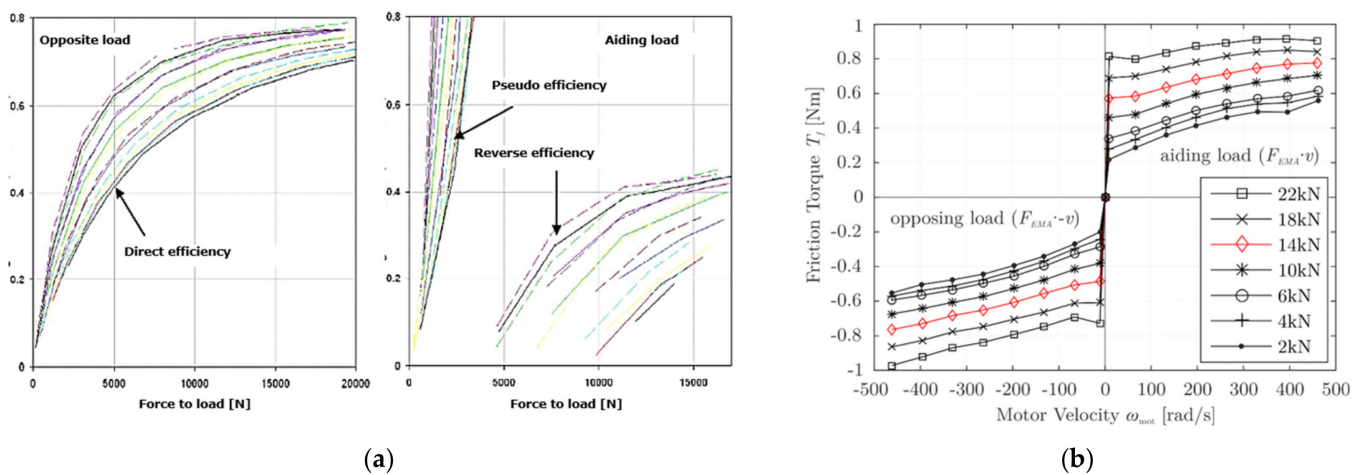 Opposite load
Direct efficiency
0.8
0.6
0.4
0.2
0
0
5000
10000
15000
20000
Force to load [N]
Aiding load
Pseudo efficiency
Reverse efficiency
0.8
0.6
0.4
0.2
0
0
5000
10000
15000
Force to load [N]
(a)
Friction Torque T_f [Nm]
1
0.8
0.6
0.4
0.2
0
-0.2
-0.4
-0.6
-0.8
-1
aiding load (F_EMA·v)
opposing load (F_EMA·-v)
22kN
18kN
14kN
10kN
6kN
4kN
2kN
-500 -400 -300 -200 -100 0 100 200 300 400 500
Motor Velocity ω_mot [rad/s]
(b)